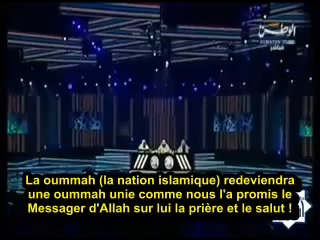 الوطن
La oummah (la nation islamique) redeviendra
une oummah unie comme nous l'a promis le
Messager d'Allah sur lui la prière et le salut !